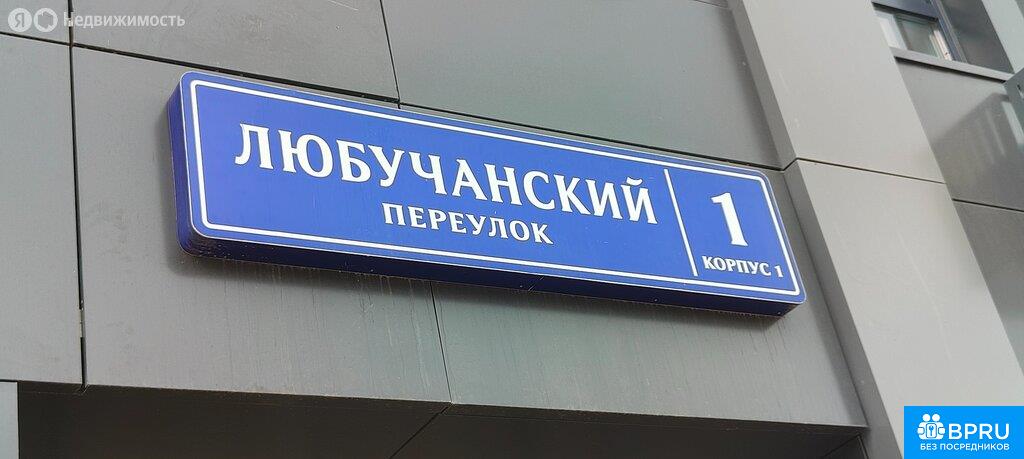 Я Недвижимость
ЛЮБУЧАНСКИЙ
ПЕРЕУЛОК
1
КОРПУС 1
BPRU
БЕЗ ПОСРЕДНИКОВ